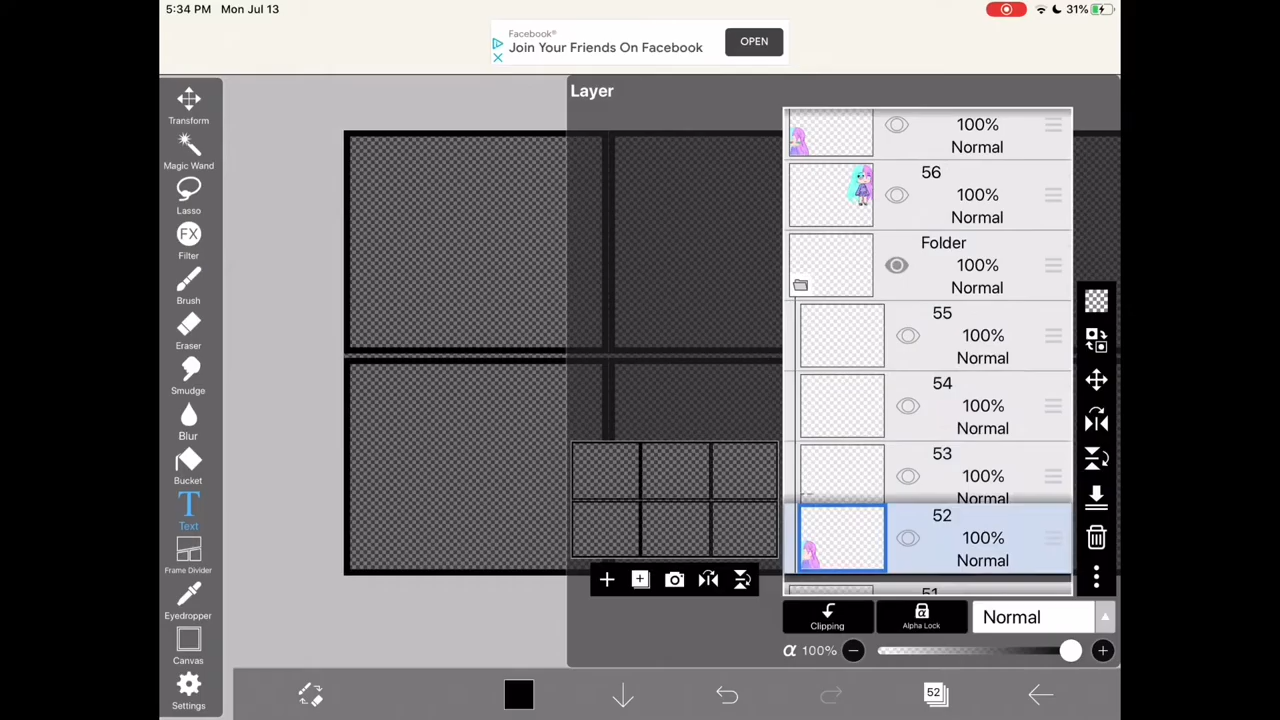 5:34 PM Mon Jul 13
31%
Facebook®
Join Your Friends On Facebook
OPEN
Layer
Transform
Magic Wand
Lasso
FX
Filter
Brush
Eraser
Smudge
Blur
Bucket
T
Text
Frame Divider
Eyedropper
Canvas
Settings
100%
Normal
56
100%
Normal
Folder
100%
Normal
55
100%
Normal
54
100%
Normal
53
100%
Normal
52
100%
Normal
51
Clipping
α
Alpha Lock
Normal
α 100%
52